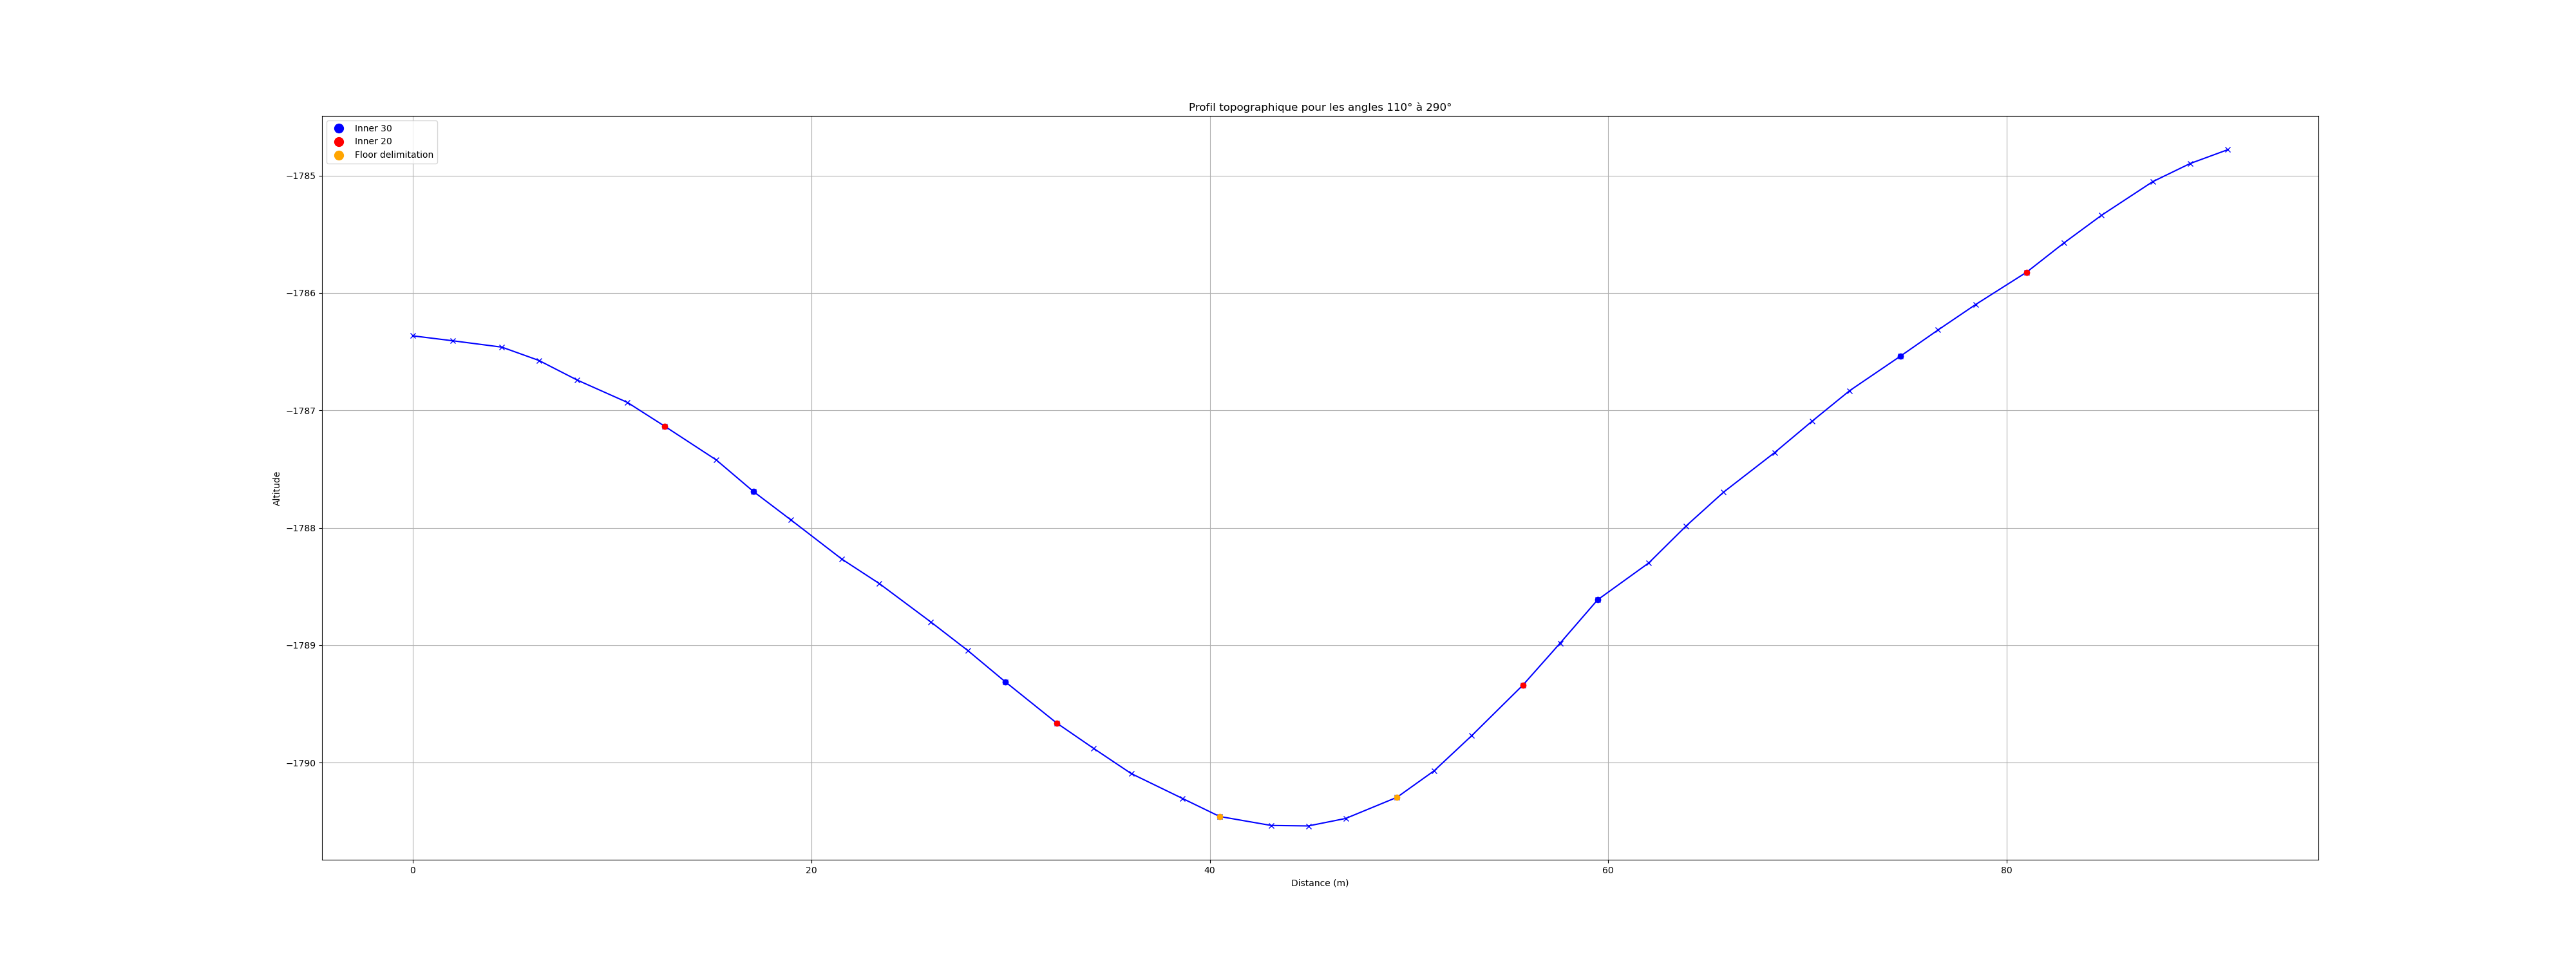 Profil topographique pour les angles 110° à 290°
Inner 30
Inner 20
Floor delimitation
−1785
−1786
−1787
−1788
−1789
−1790
Altitude
0 20 40 60 80
Distance (m)